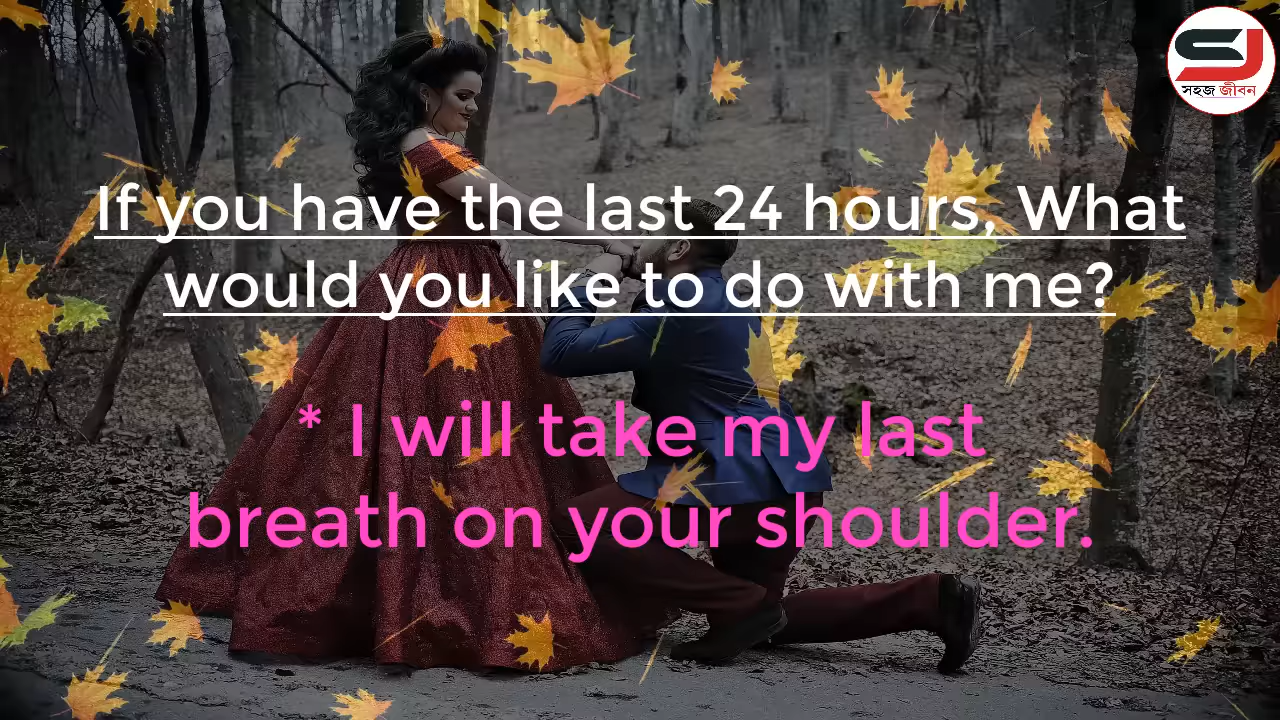 SJ
সহজ জীবন
If you have the last 24 hours, What
would you like to do with me?
* I will take my last
breath on your shoulder.